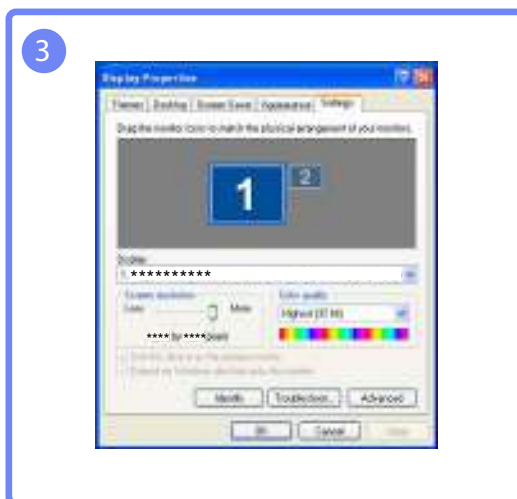 3
Display Properties
Themes Desktop Screen Saver Appearance Settings
Drag the monitor icons to match the physical arrangement of your monitors.
1 2
Display:
**********
Screen resolution
Less More
Color quality
Highest (32 bit)
**** by **** pixels
Identify Troubleshoot... Advanced
OK Cancel Apply